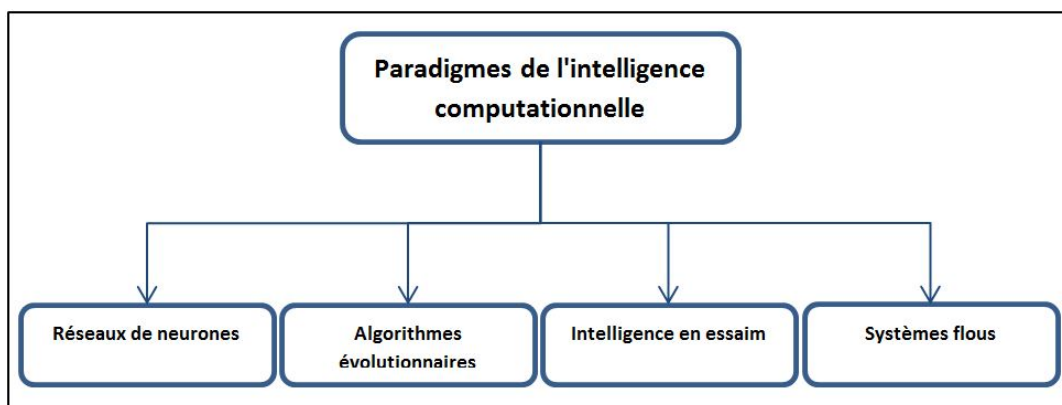 Paradigmes de l'intelligence
computationnelle
Réseaux de neurones
Algorithmes
évolutionnaires
Intelligence en essaim
Systèmes flous